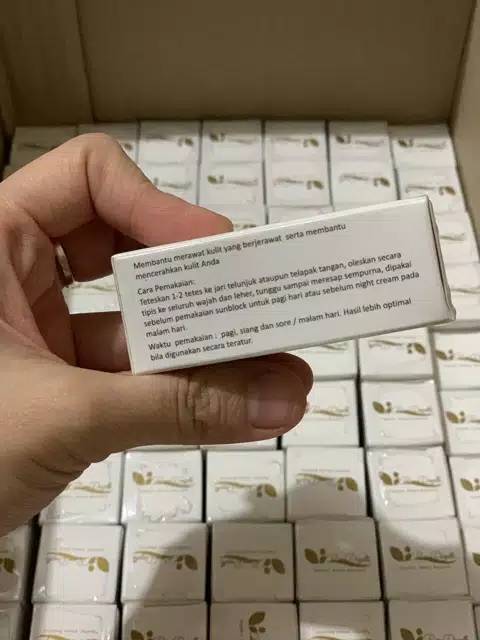 Membantu merawat kulit yang berjerawat serta membantu
mencerahkan kulit Anda
Cara Pemakaian:
Teteskan 1-2 tetes ke jari telunjuk ataupun telapak tangan, oleskan secara
tipis ke seluruh wajah dan leher, tunggu sampai meresap sempurna, dipakai
sebelum pemakaian sunblock untuk pagi hari atau sebelum night cream pada
malam hari.
Waktu pemakaian : pagi, siang dan sore / malam hari. Hasil lebih optimal
bila digunakan secara teratur.